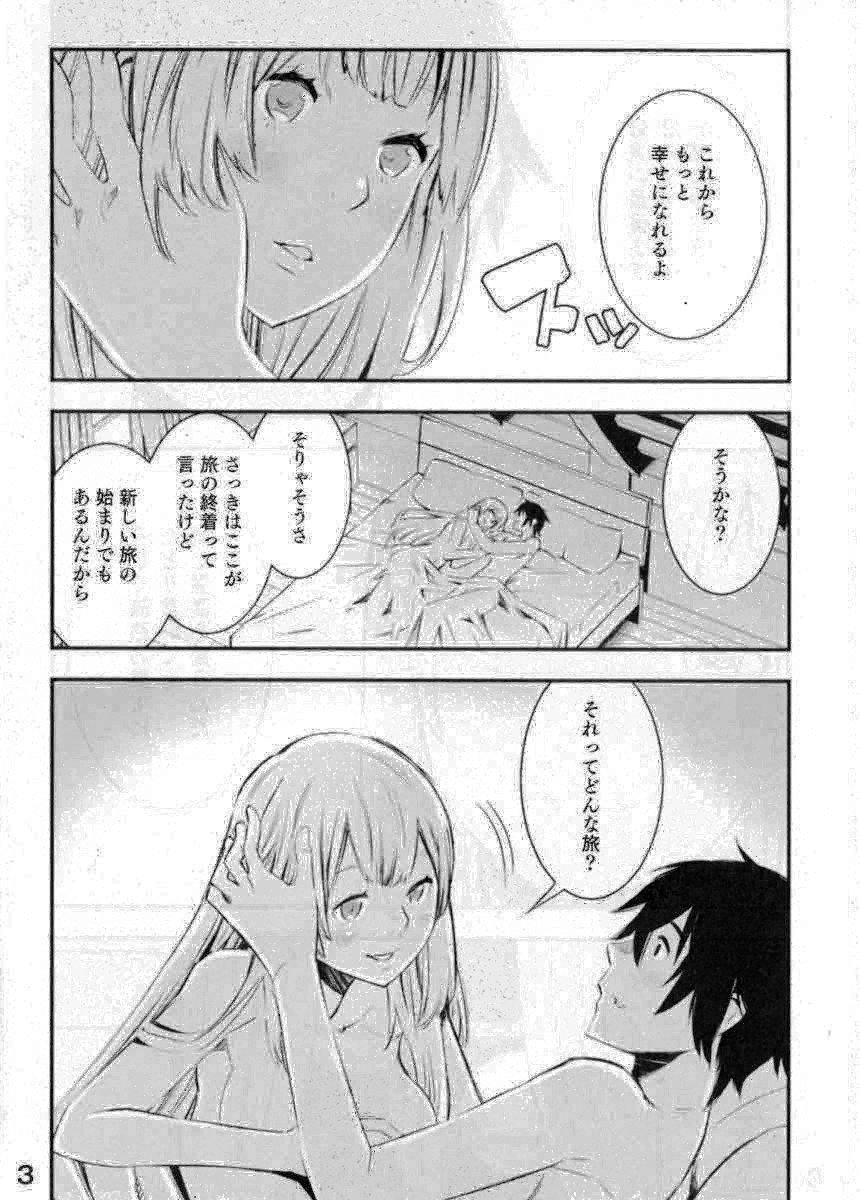 これから
もっと
幸せになれるよ
ズッ
そうかな？
そりゃそうさ
さっきはここが
旅の終着って
言ったけど
新しい旅の
始まりでも
あるんだから
それってどんな旅？
3